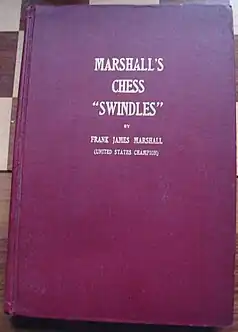 MARSHALL'S
CHESS
"SWINDLES"
BY
FRANK JAMES MARSHALL
(UNITED STATES CHAMPION)